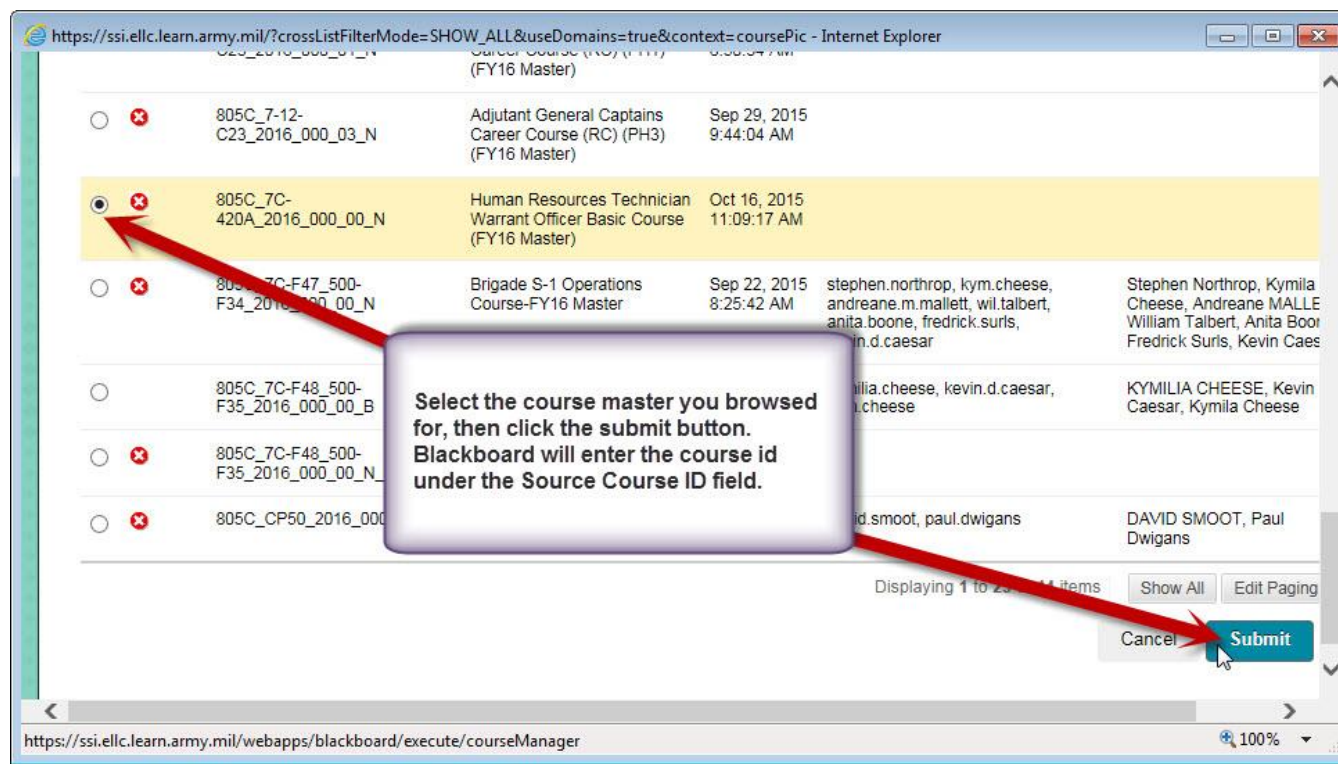 https://ssi.ellc.learn.army.mil/?crossListFilterMode=SHOW_ALL&useDomains=true&context=coursePic - Internet Explorer
(FY16 Master)
805C_7-12-
C23_2016_000_03_N
Adjutant General Captains
Career Course (RC) (PH3)
(FY16 Master)
Sep 29, 2015
9:44:04 AM
805C_7C-
420A_2016_000_00_N
Human Resources Technician
Warrant Officer Basic Course
(FY16 Master)
Oct 16, 2015
11:09:17 AM
805C_7C-F47_500-
F34_2016_000_00_N
Brigade S-1 Operations
Course-FY16 Master
Sep 22, 2015
8:25:42 AM
stephen.northrop, kym.cheese,
andreane.m.mallett, wil.talbert,
anita.boone, fredrick.surls,
in.d.caesar
Stephen Northrop, Kymila
Cheese, Andreane MALLE
William Talbert, Anita Boor
Fredrick Surls, Kevin Caes
805C_7C-F48_500-
F35_2016_000_00_B
ilia.cheese, kevin.d.caesar,
.cheese
KYMILIA CHEESE, Kevin
Caesar, Kymila Cheese
805C_7C-F48_500-
F35_2016_000_00_N_
805C_CP50_2016_000
id.smoot, paul.dwigans
DAVID SMOOT, Paul
Dwigans
Select the course master you browsed
for, then click the submit button.
Blackboard will enter the course id
under the Source Course ID field.
Displaying 1 to items
Show All
Edit Paging
Cancel
Submit
https://ssi.ellc.learn.army.mil/webapps/blackboard/execute/courseManager
100%